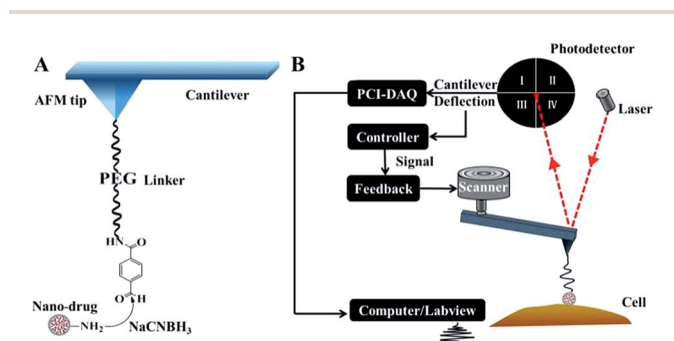 A
AFM tip
Cantilever
PEG Linker
HN
O
O H
Nano-drug
NH₂
NaCNBH₃
B
Photodetector
I II
III IV
Laser
PCI-DAQ
Cantilever
Deflection
Controller
Signal
Feedback
Scanner
Computer/Labview
Cell